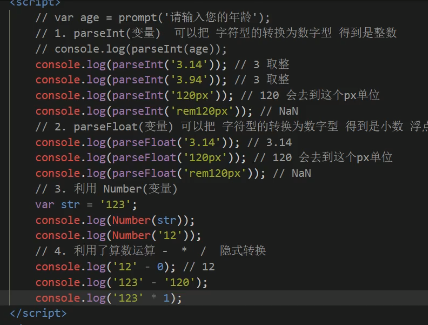 <script>
// var age = prompt('请输入您的年龄');
// 1. parseInt(变量) 可以把 字符型的转换为数字型 得到是整数
// console.log(parseInt(age));
console.log(parseInt('3.14')); // 3 取整
console.log(parseInt('3.94')); // 3 取整
console.log(parseInt('120px')); // 120 会去到这个px单位
console.log(parseInt('rem120px')); // NaN
// 2. parseFloat(变量) 可以把 字符型的转换为数字型 得到是小数 浮点
console.log(parseFloat('3.14')); // 3.14
console.log(parseFloat('120px')); // 120 会去到这个px单位
console.log(parseFloat('rem120px')); // NaN
// 3. 利用 Number(变量)
var str = '123';
console.log(Number(str));
console.log(Number('12'));
// 4. 利用了算数运算 - * / 隐式转换
console.log('12' - 0); // 12
console.log('123' - '120');
console.log('123' * 1);
</script>